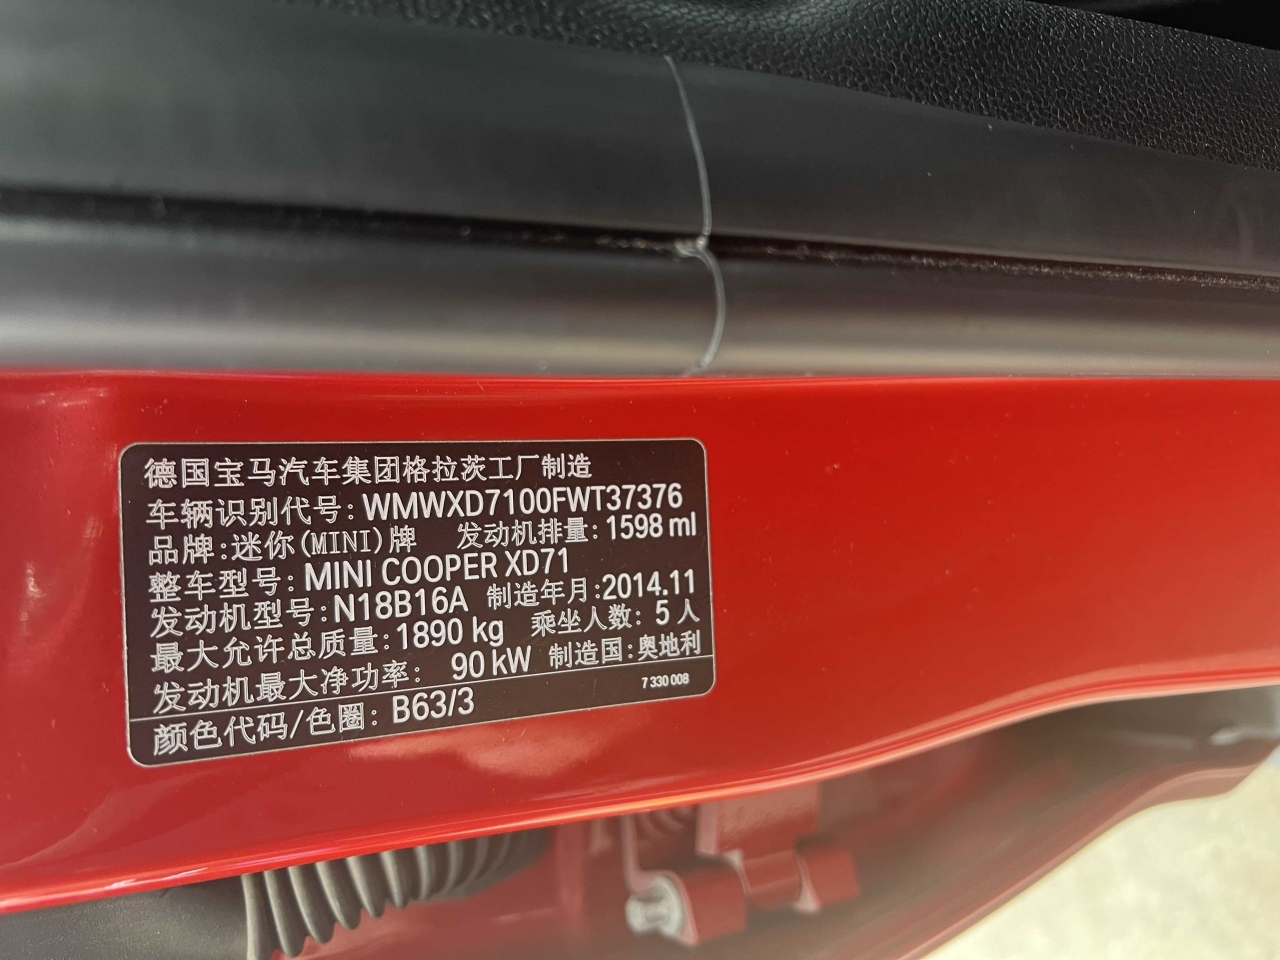 德国宝马汽车集团格拉茨工厂制造
车辆识别代号: WMWXD7100FWT37376
品牌:迷你(MINI)牌 发动机排量: 1598 ml
整车型号: MINI COOPER XD71
发动机型号: N18B16A 制造年月:2014.11
最大允许总质量: 1890 kg 乘坐人数: 5 人
发动机最大净功率: 90 kW 制造国:奥地利
颜色代码/色圈: B63/3 7 330 008